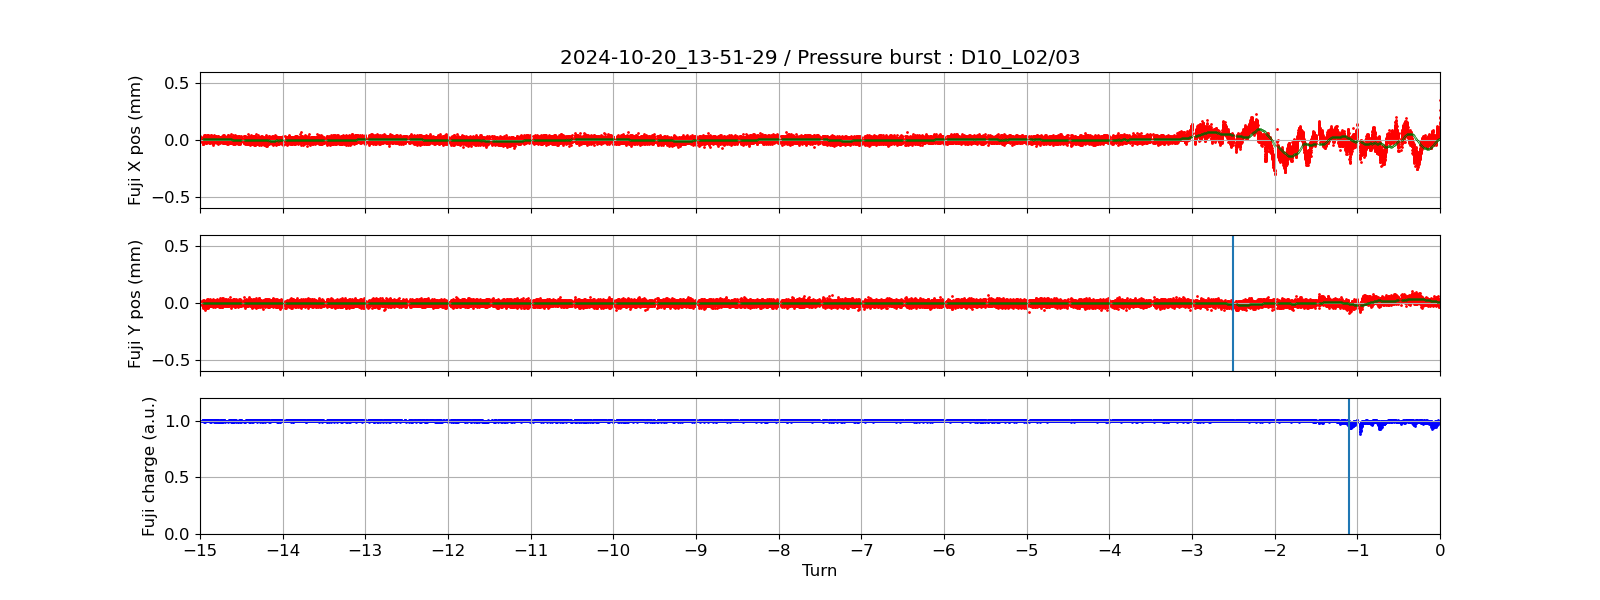 2024-10-20_13-51-29 / Pressure burst : D10_L02/03
Fuji X pos (mm)
0.5
0.0
−0.5
Fuji Y pos (mm)
0.5
0.0
−0.5
Fuji charge (a.u.)
1.0
0.5
0.0
−15 −14 −13 −12 −11 −10 −9 −8 −7 −6 −5 −4 −3 −2 −1 0
Turn